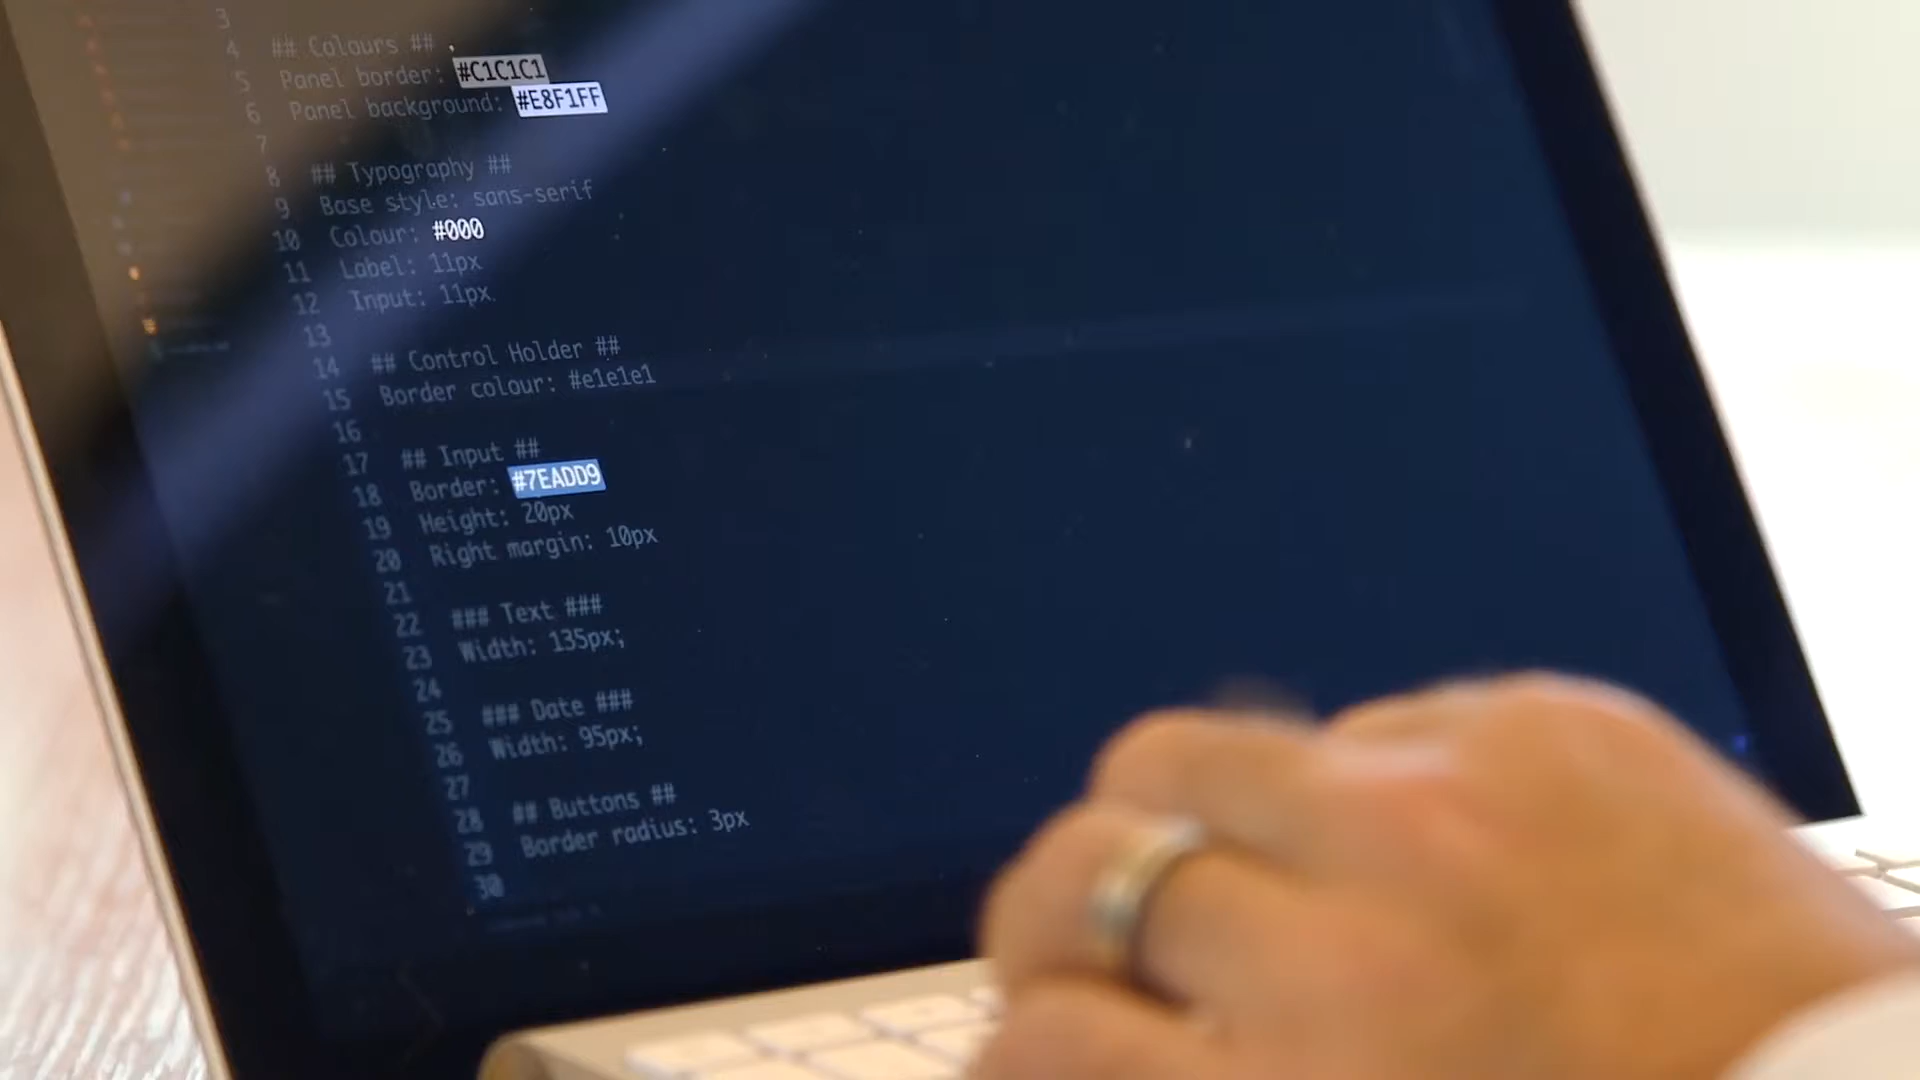 3
4 ## Colours ##
5 Panel border: #C1C1C1
6 Panel background: #E8F1FF
7
8 ## Typography ##
9 Base style: sans-serif
10 Colour: #000
11 Label: 11px
12 Input: 11px
13
14 ## Control Holder ##
15 Border colour: #e1e1e1
16
17 ## Input ##
18 Border: #7EADD9
19 Height: 20px
20 Right margin: 10px
21
22 ### Text ###
23 Width: 135px;
24
25 ### Date ###
26 Width: 95px;
27
28 ## Buttons ##
29 Border radius: 3px
30